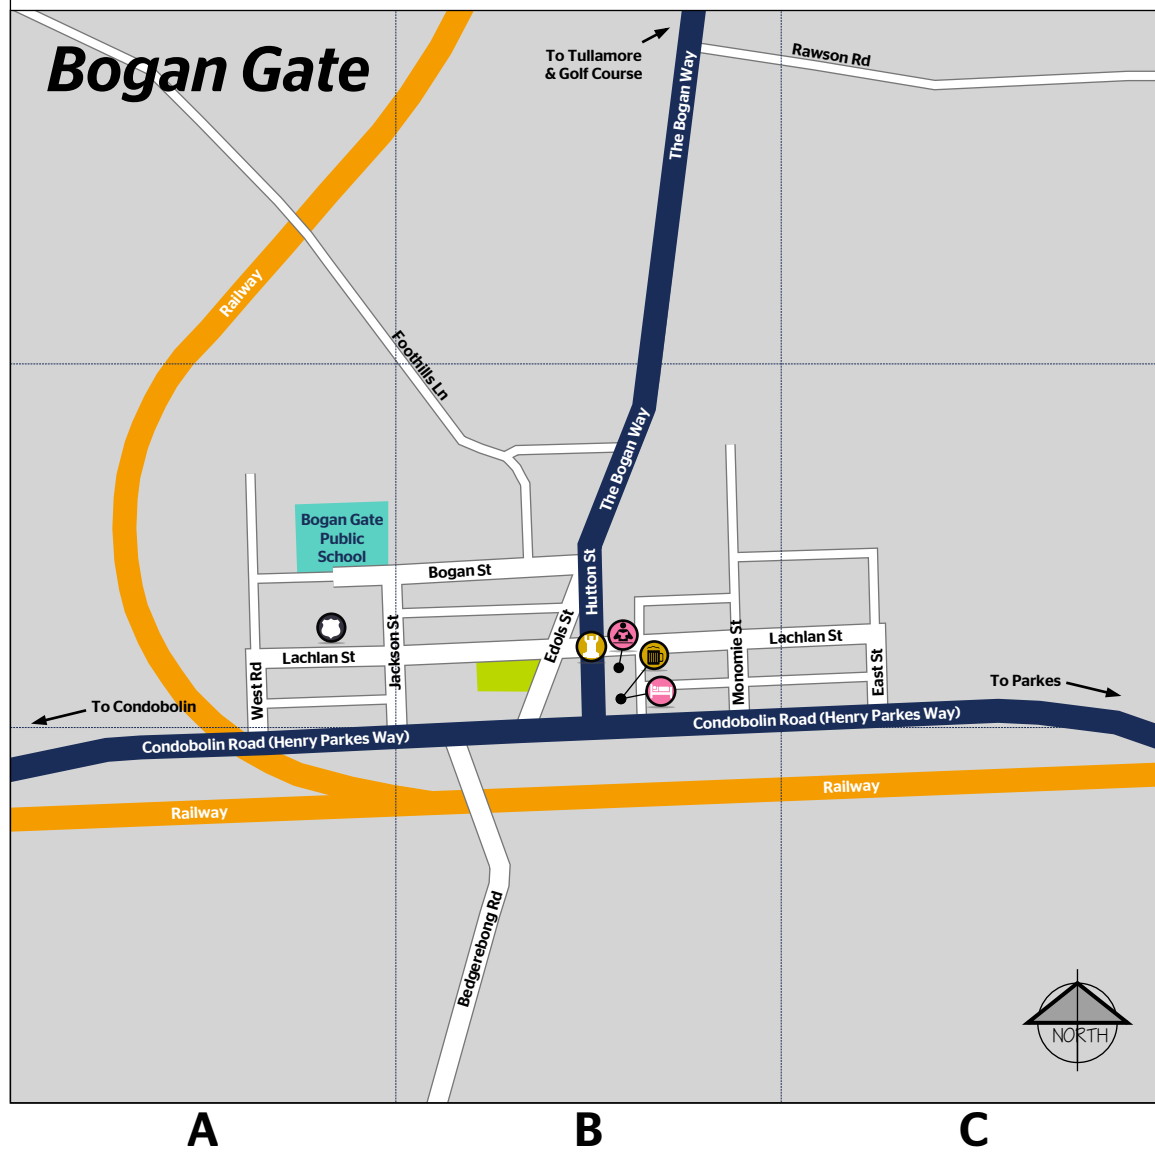 Bogan Gate
To Tullamore
& Golf Course
Rawson Rd
The Bogan Way
Railway
Foothills Ln
The Bogan Way
Bogan Gate
Public
School
Bogan St
Hutton St
Edols St
Jackson St
Lachlan St
West Rd
Monomie St
Lachlan St
East St
To Condobolin
To Parkes
Condobolin Road (Henry Parkes Way)
Condobolin Road (Henry Parkes Way)
Railway
Railway
Bedgerebong Rd
NORTH
A
B
C